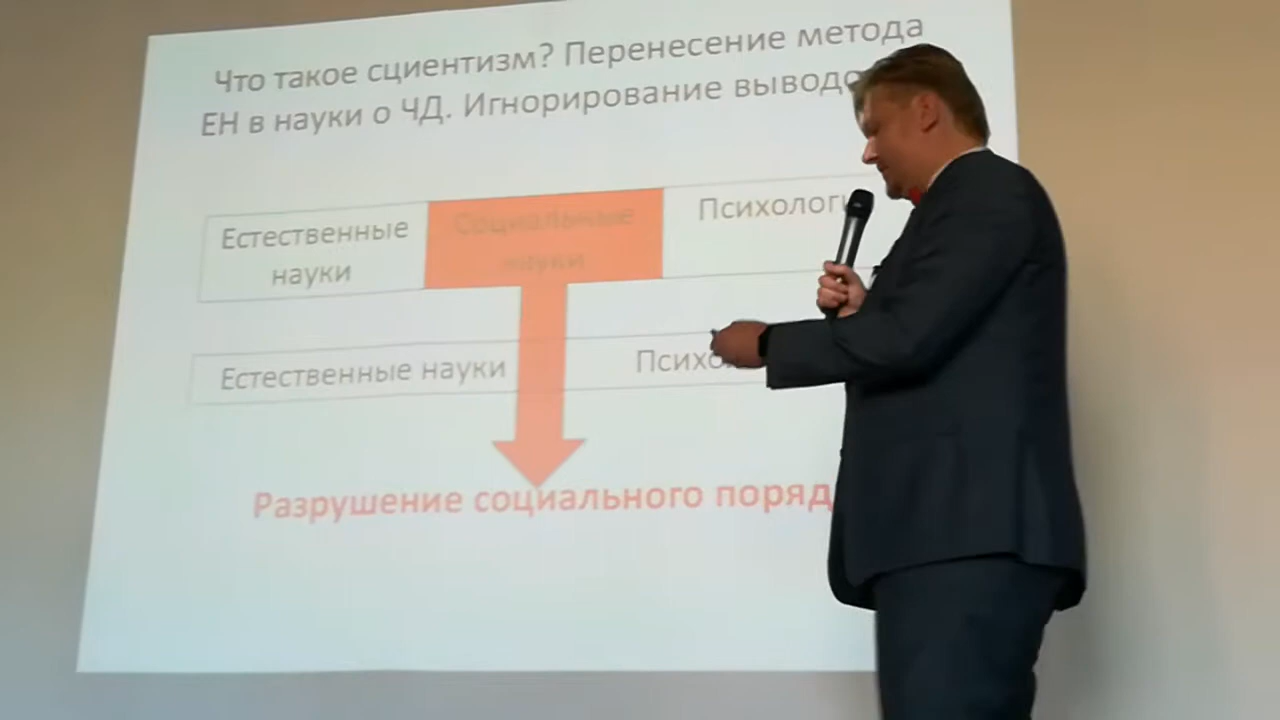 Что такое сциентизм? Перенесение метода
ЕН в науки о ЧД. Игнорирование выводо
Естественные
науки
Социальные
науки
Психологи
Естественные науки
Психо
Разрушение социального поряд